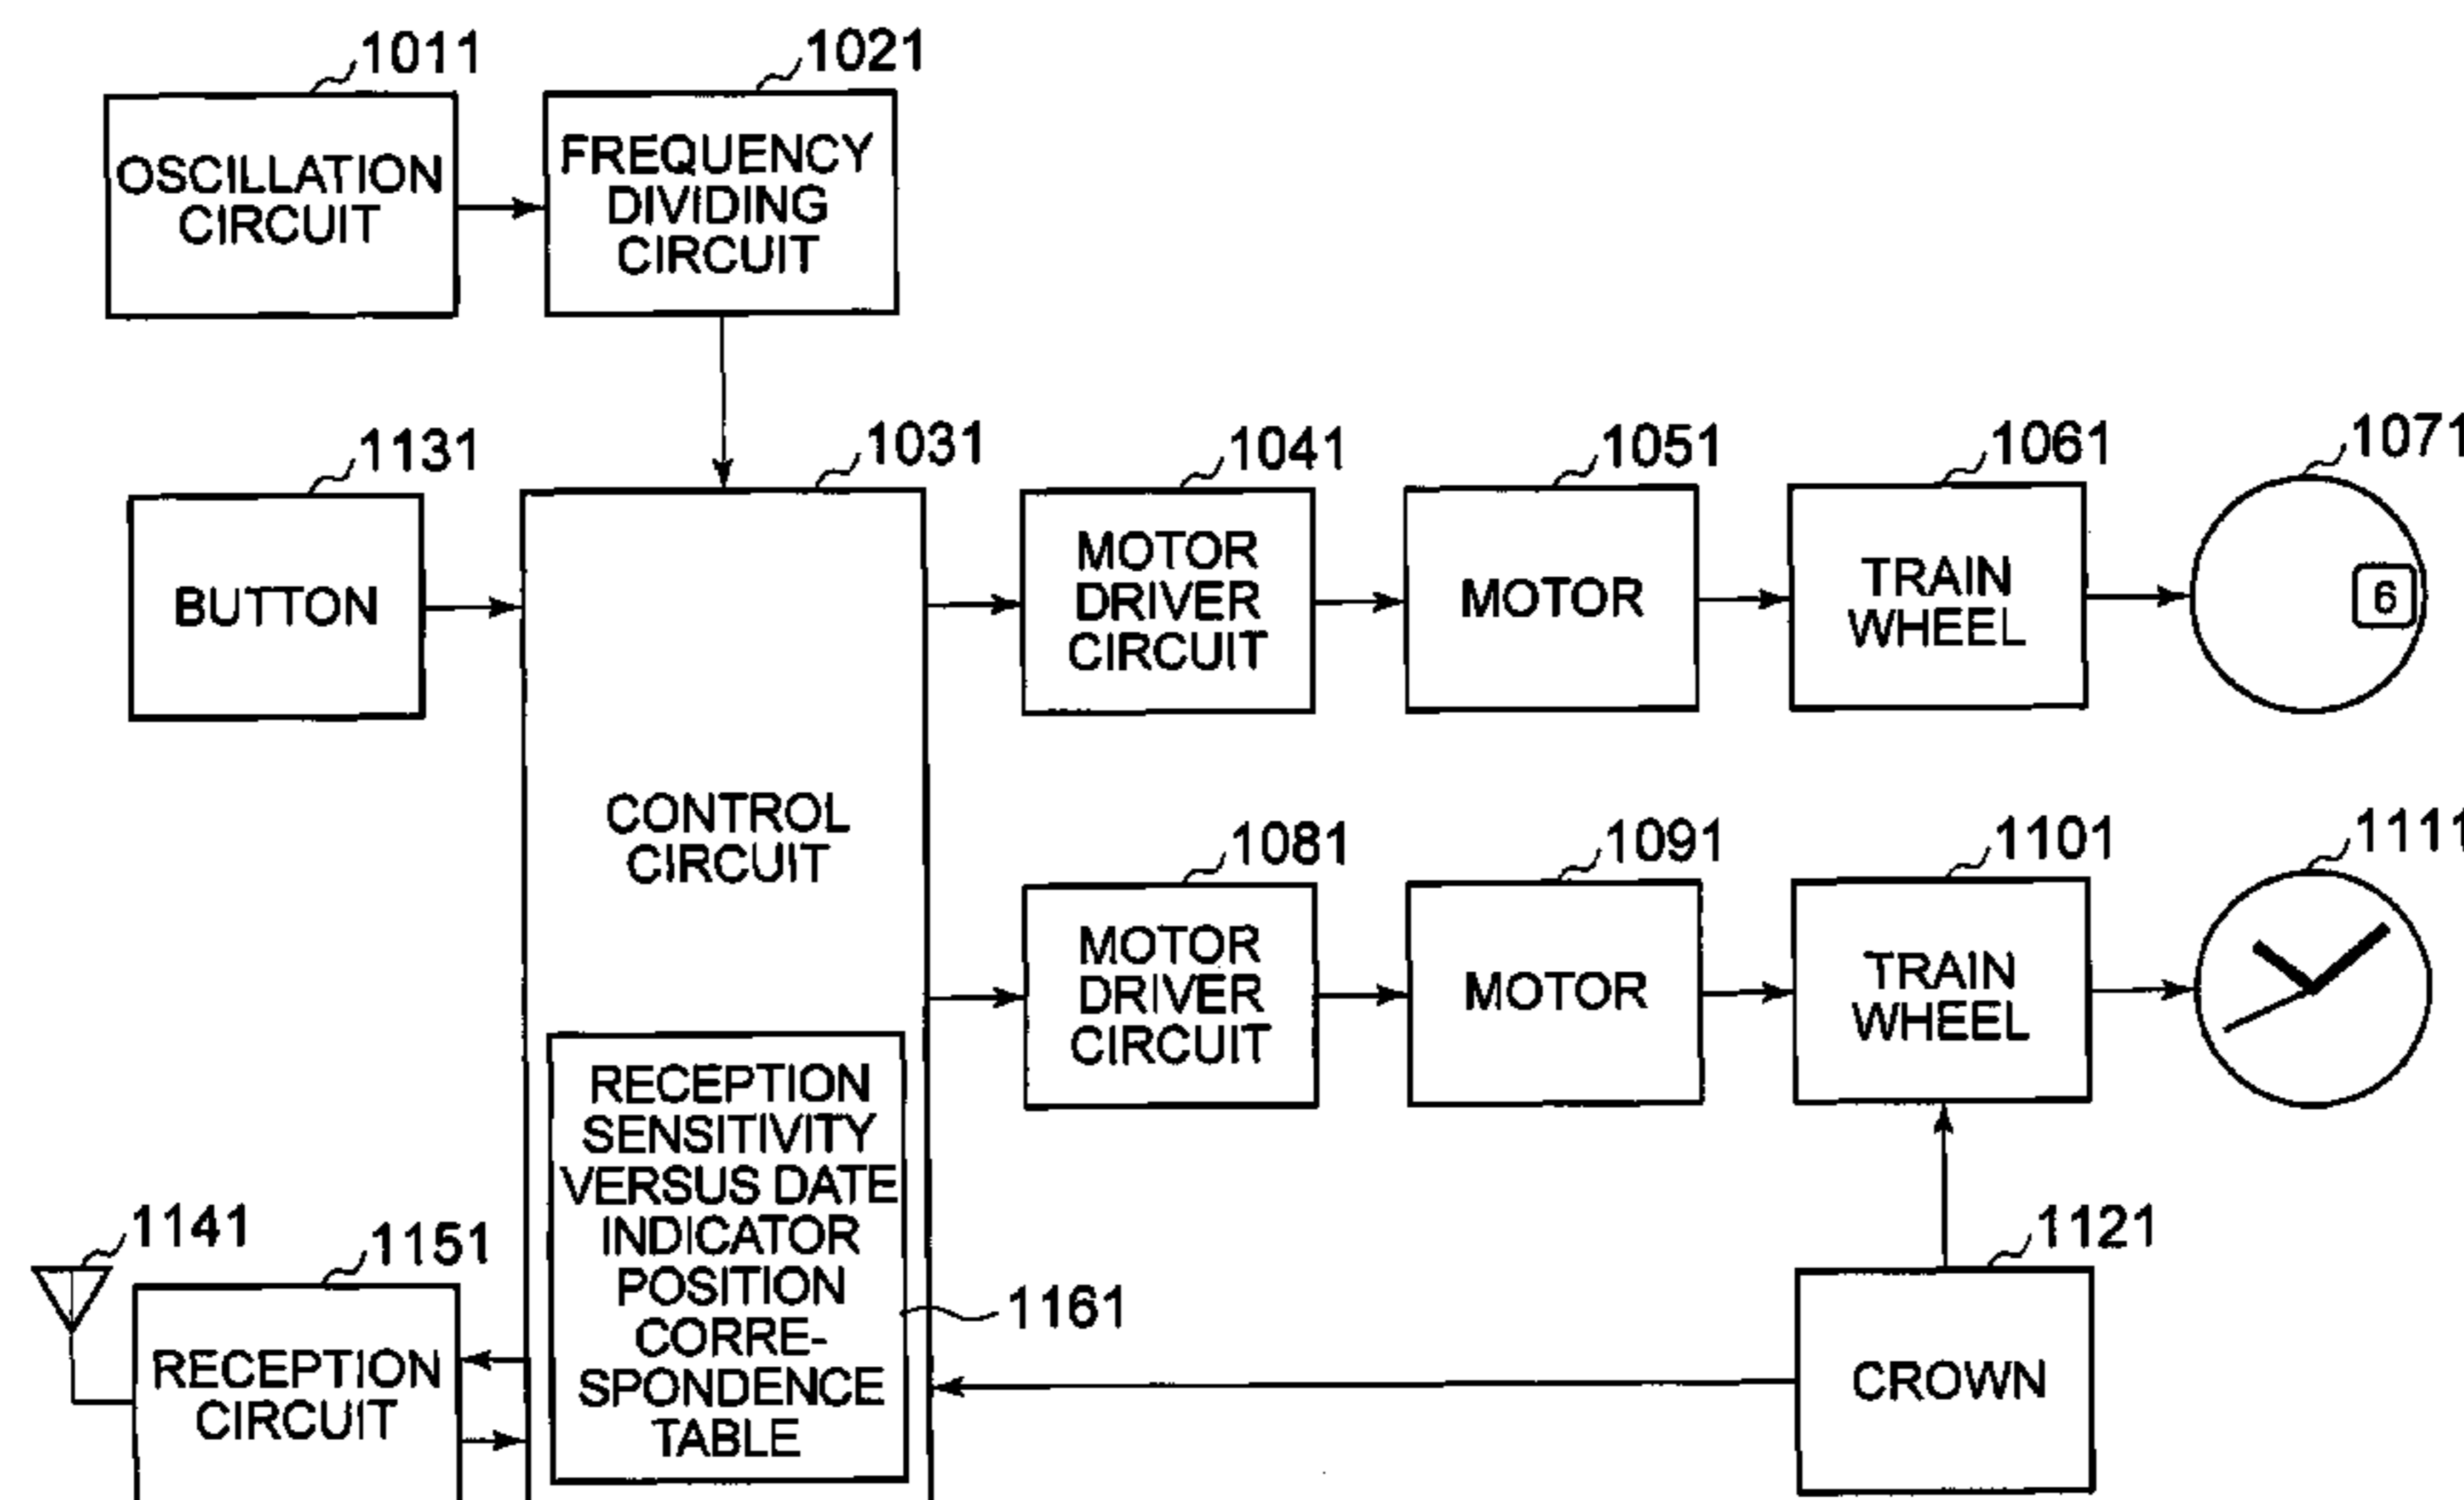 1011
1021
OSCILLATION
CIRCUIT
FREQUENCY
DIVIDING
CIRCUIT
1131
1031
1041
1051
1061
1071
BUTTON
MOTOR
DRIVER
CIRCUIT
MOTOR
TRAIN
WHEEL
6
CONTROL
CIRCUIT
1081
1091
1101
1111
MOTOR
DRIVER
CIRCUIT
MOTOR
TRAIN
WHEEL
RECEPTION
SENSITIVITY
VERSUS DATE
INDICATOR
POSITION
CORRE-
SPONDENCE
TABLE
1141
1151
1161
1121
RECEPTION
CIRCUIT
CROWN